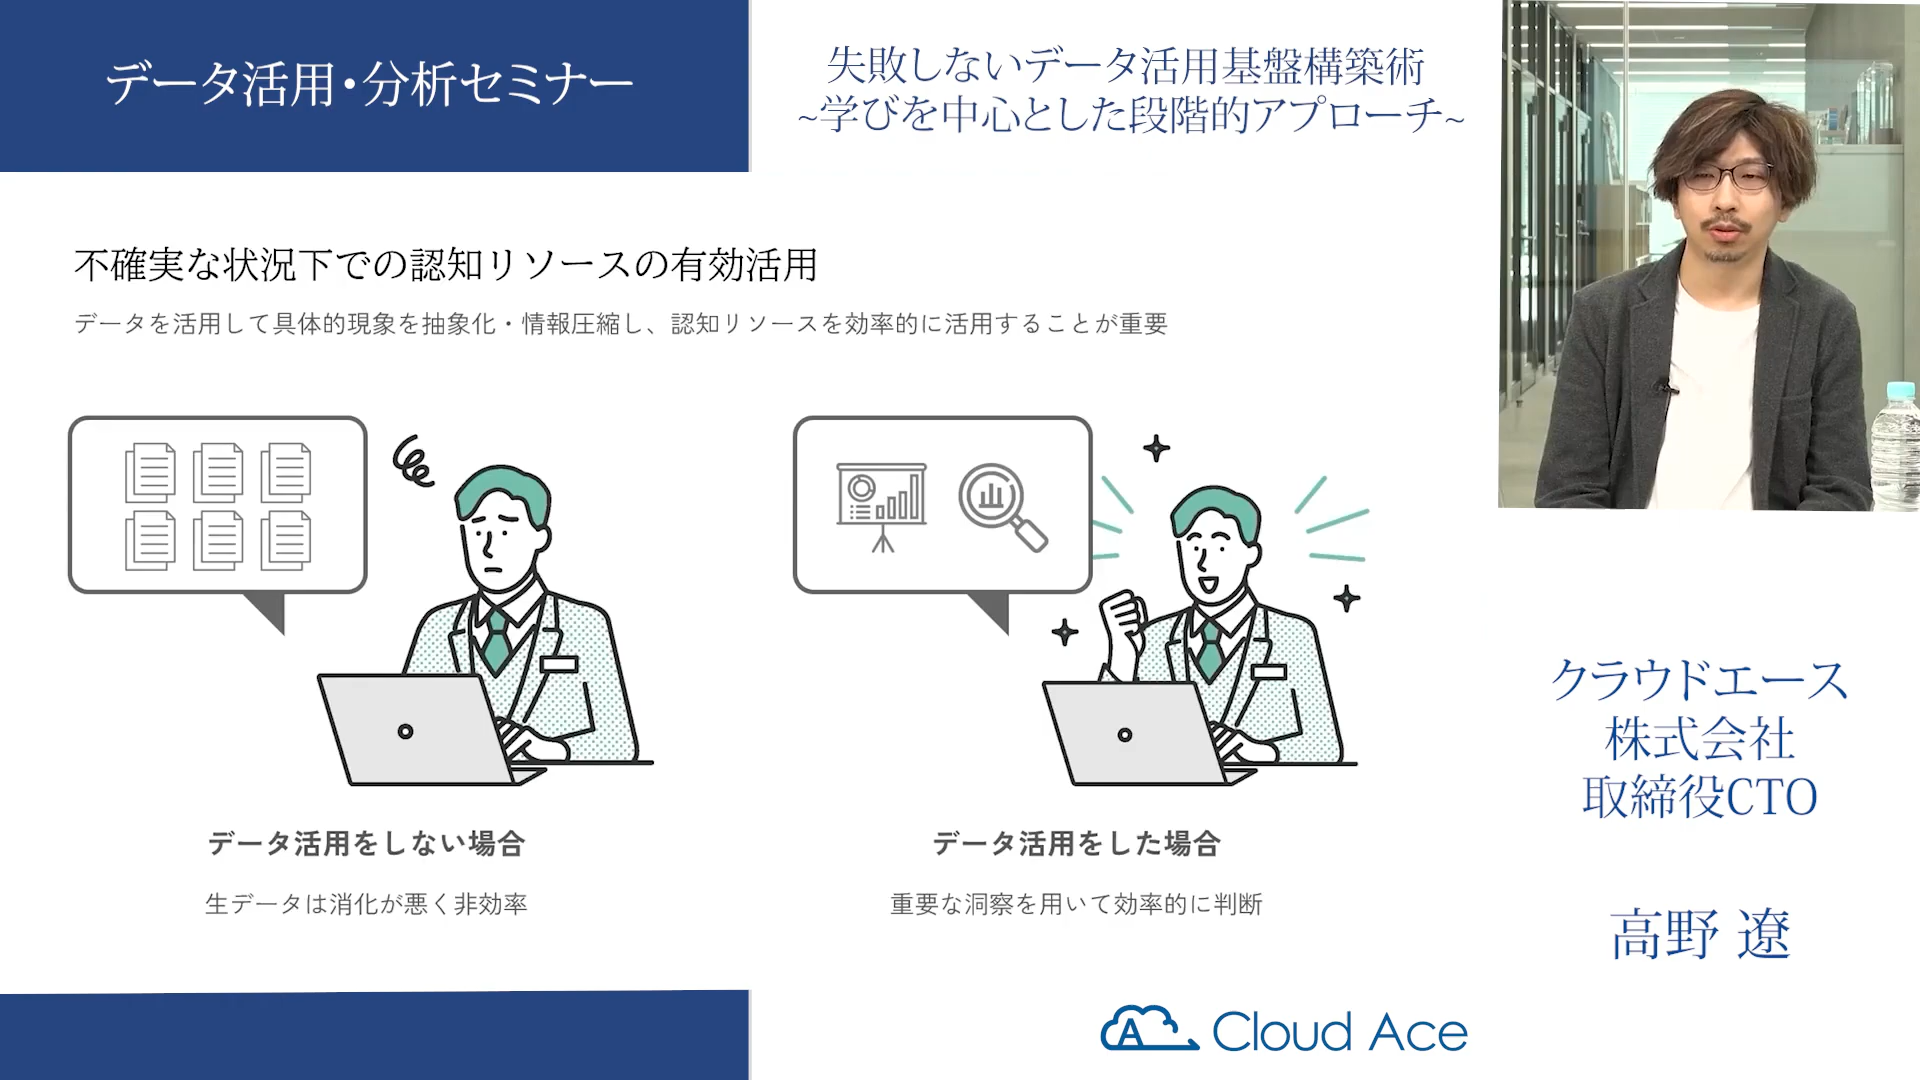 データ活用・分析セミナー
失敗しないデータ活用基盤構築術
~学びを中心とした段階的アプローチ~
不確実な状況下での認知リソースの有効活用
データを活用して具体的現象を抽象化・情報圧縮し、認知リソースを効率的に活用することが重要
データ活用をしない場合
生データは消化が悪く非効率
データ活用をした場合
重要な洞察を用いて効率的に判断
クラウドエース
株式会社
取締役CTO
高野 遼
A Cloud Ace